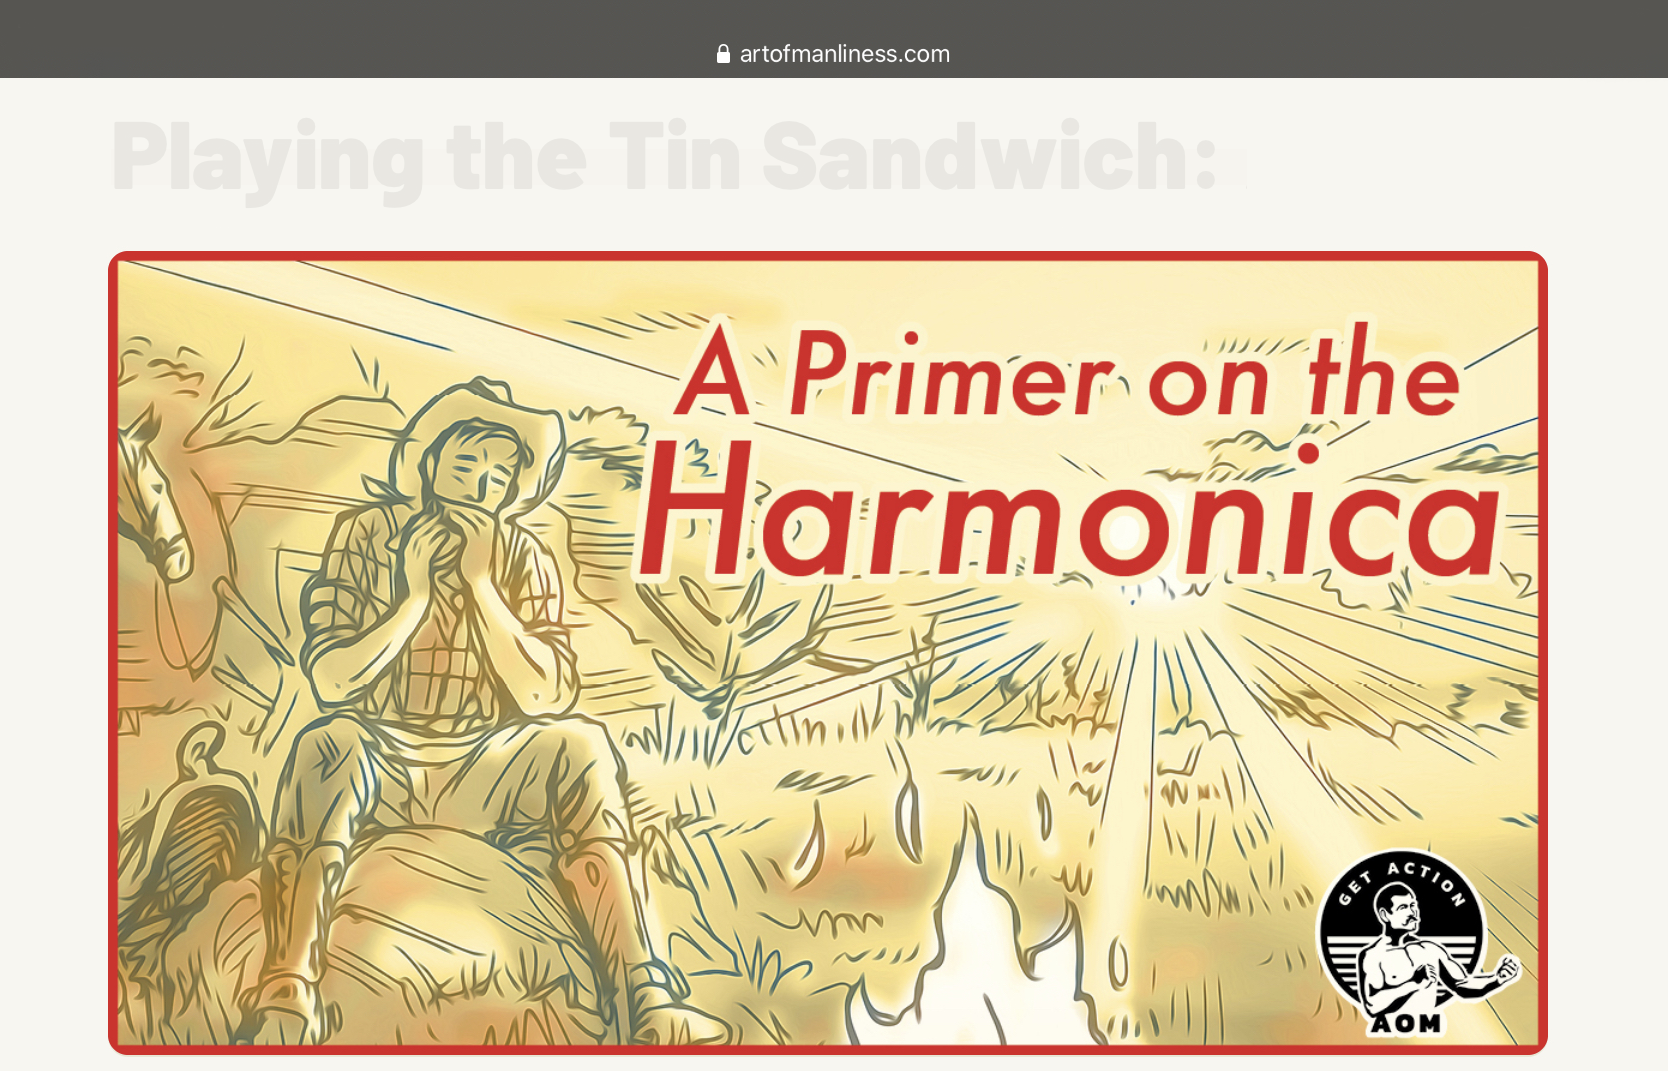 artofmanliness.com
Playing the Tin Sandwich:
A Primer on the
Harmonica
GET ACTION
AOM